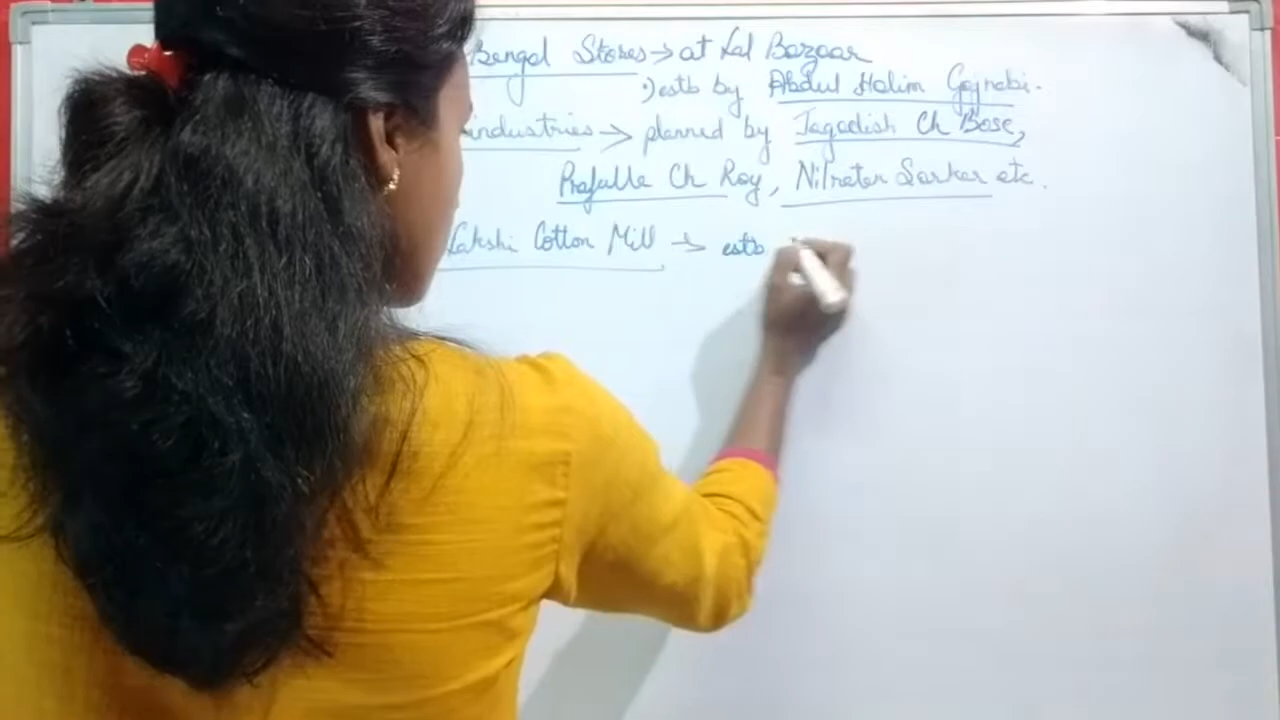 Bengal Stores → at Lal Bazaar
•) estb by Abdul Halim Gajnabi.
industries → planned by Jagadish Ch Bose,
Prafulla Ch Roy, Nilratan Sarkar etc.
Lakshi Cotton Mill → estb